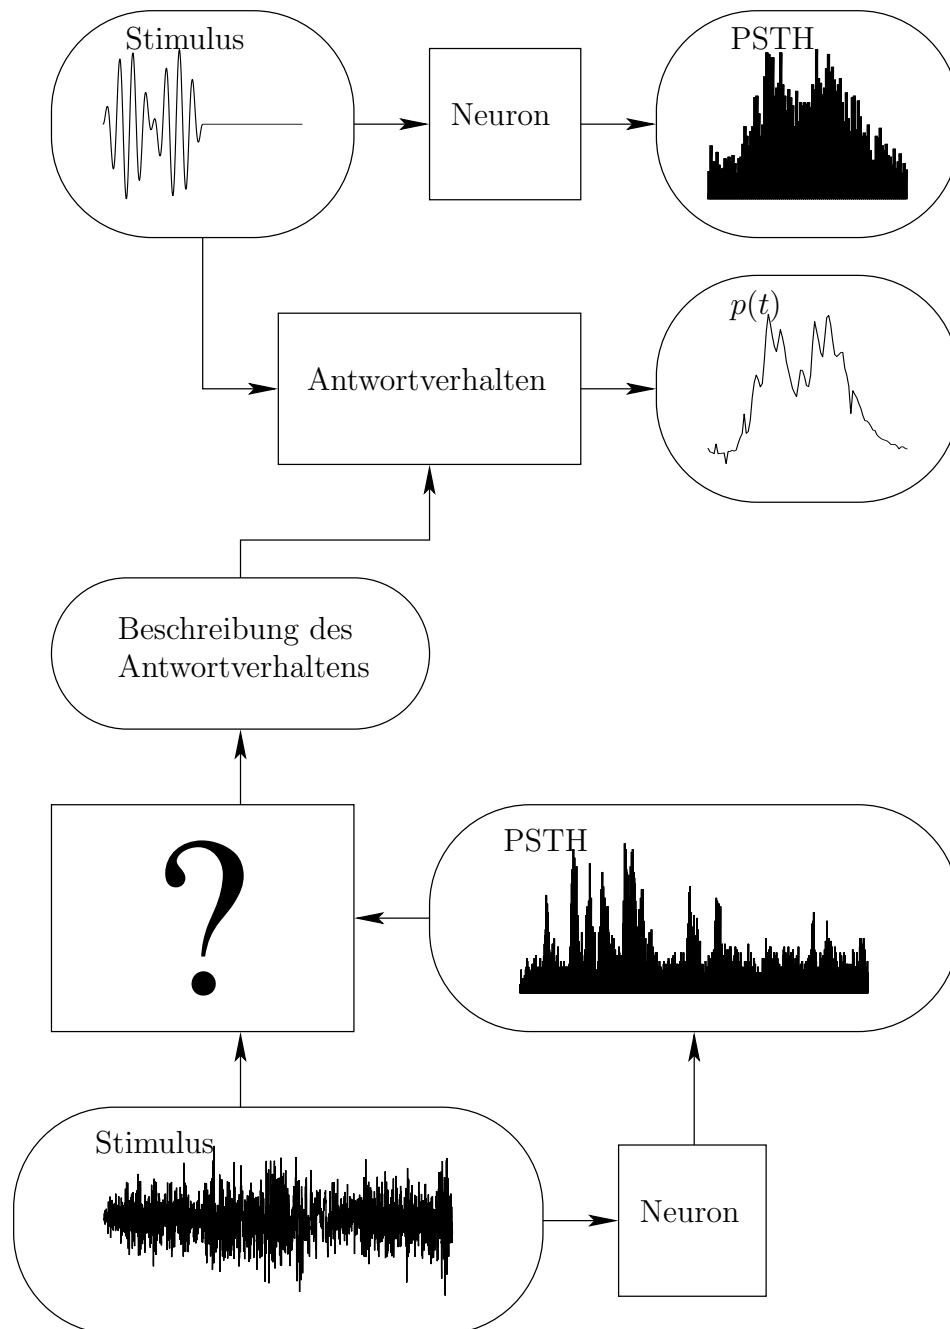 Stimulus
Neuron
PSTH
p(t)
Antwortverhalten
Beschreibung des
Antwortverhaltens
?
PSTH
Stimulus
Neuron